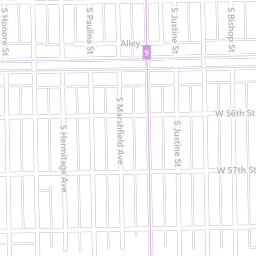 S Honore St
S Paulina St
S Justine St
S Bishop St
Alley
9
S Hermitage Ave
S Marshfield Ave
S Justine St
W 56th St
W 57th St